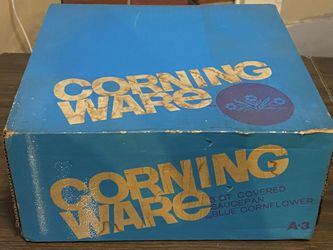 CORNING
WARE
CORNING
WARE
3 QT. COVERED
SAUCEPAN
BLUE CORNFLOWER
A-3